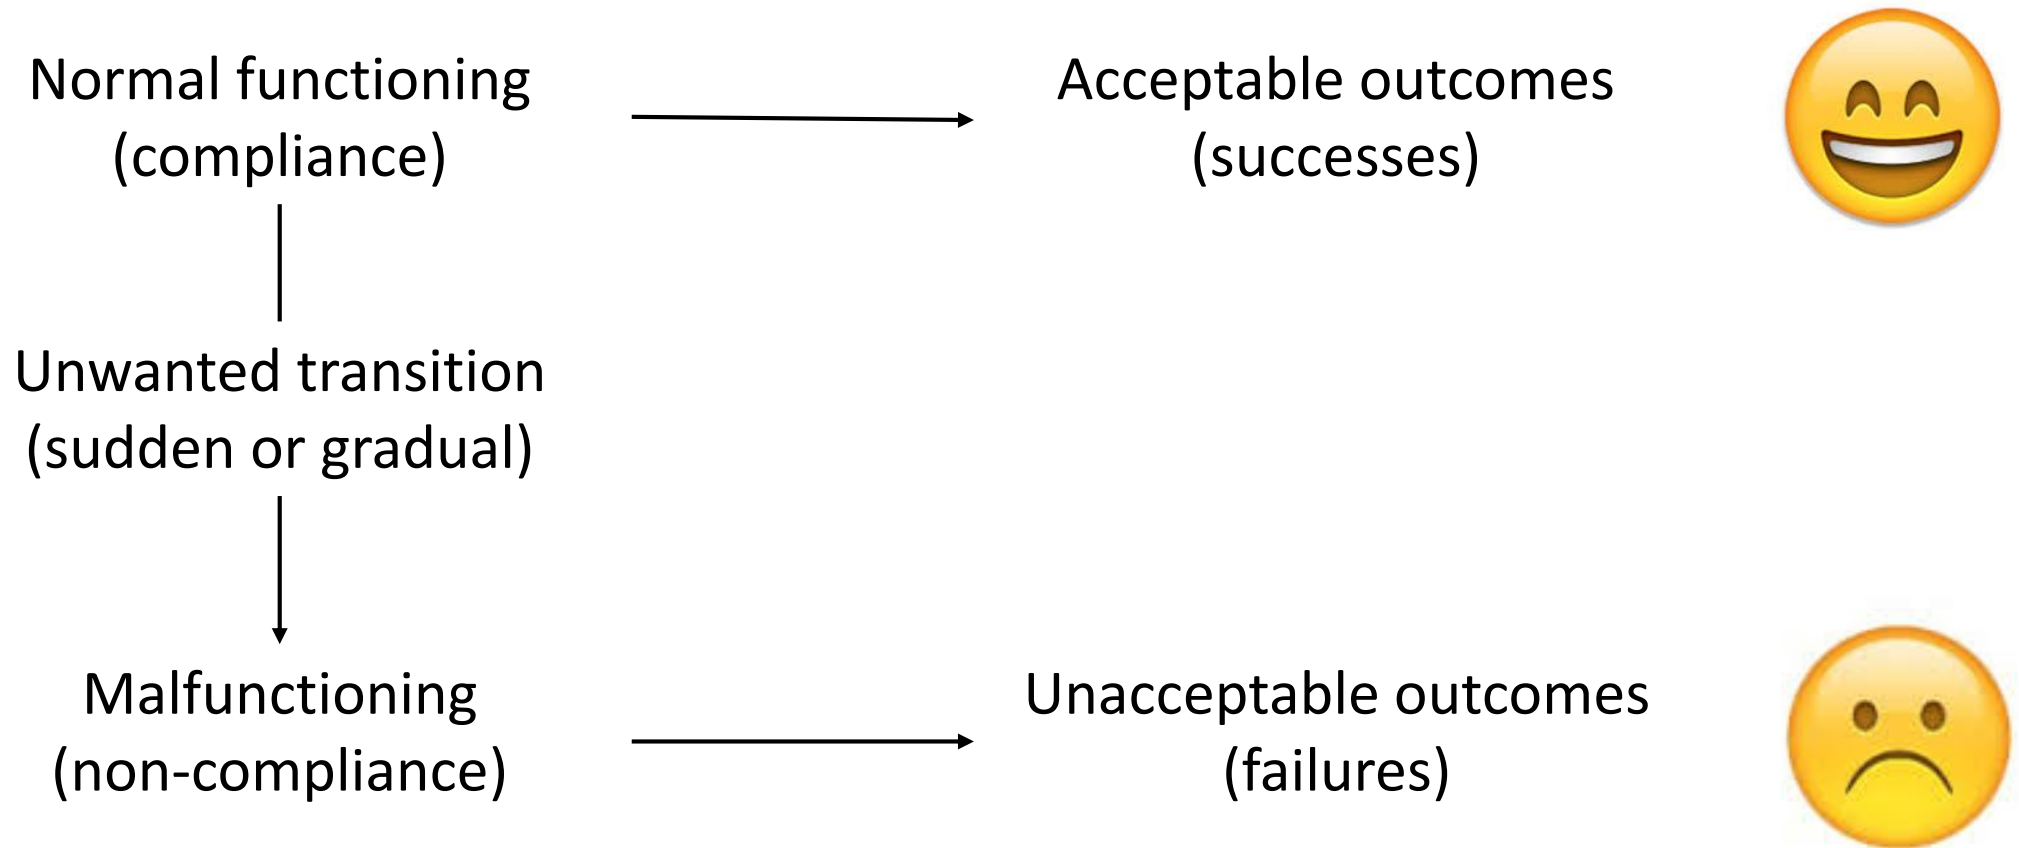 Normal functioning
(compliance)
Acceptable outcomes
(successes)
Unwanted transition
(sudden or gradual)
Malfunctioning
(non-compliance)
Unacceptable outcomes
(failures)